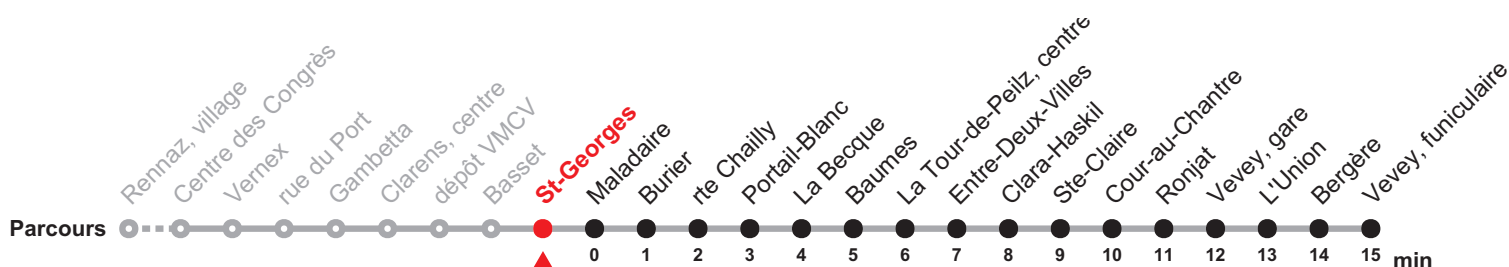 Rennaz, village
Centre des Congrès
Vernex
rue du Port
Gambetta
Clarens, centre
dépôt VMCV
Basset
St-Georges
Maladaire
Burier
rte Chailly
Portail-Blanc
La Becque
Baumes
La Tour-de-Peilz, centre
Entre-Deux-Villes
Clara-Haskil
Ste-Claire
Cour-au-Chantre
Ronjat
Vevey, gare
L'Union
Bergère
Vevey, funiculaire
Parcours
0 1 2 3 4 5 6 7 8 9 10 11 12 13 14 15 min